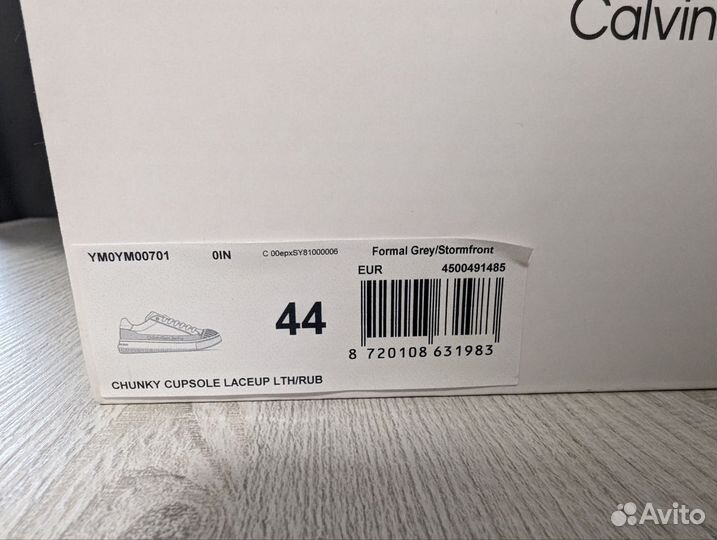 Calvin
YM0YM00701 0IN C 00epxSY81000006 Formal Grey/Stormfront
EUR 4500491485
44
8 720108 631983
CHUNKY CUPSOLE LACEUP LTH/RUB
Avito